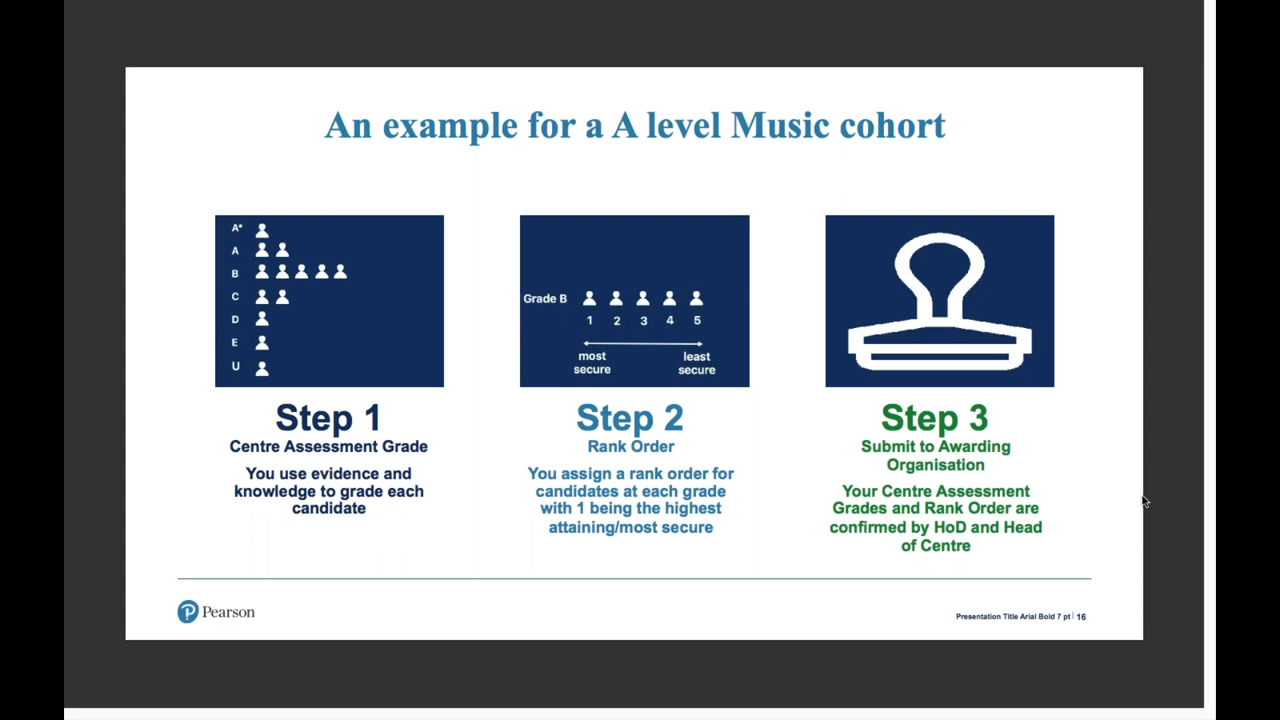 An example for a A level Music cohort
A*
A
B
C
D
E
U
Grade B
1 2 3 4 5
most least
secure secure
Step 1
Centre Assessment Grade
You use evidence and
knowledge to grade each
candidate
Step 2
Rank Order
You assign a rank order for
candidates at each grade
with 1 being the highest
attaining/most secure
Step 3
Submit to Awarding
Organisation
Your Centre Assessment
Grades and Rank Order are
confirmed by HoD and Head
of Centre
P Pearson
Presentation Title Arial Bold 7 pt | 16